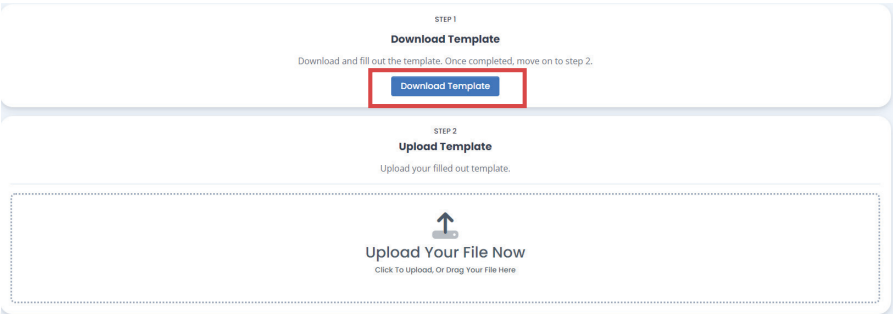 STEP 1
Download Template
Download and fill out the template. Once completed, move on to step 2.
Download Template
STEP 2
Upload Template
Upload your filled out template.
Upload Your File Now
Click To Upload, Or Drag Your File Here